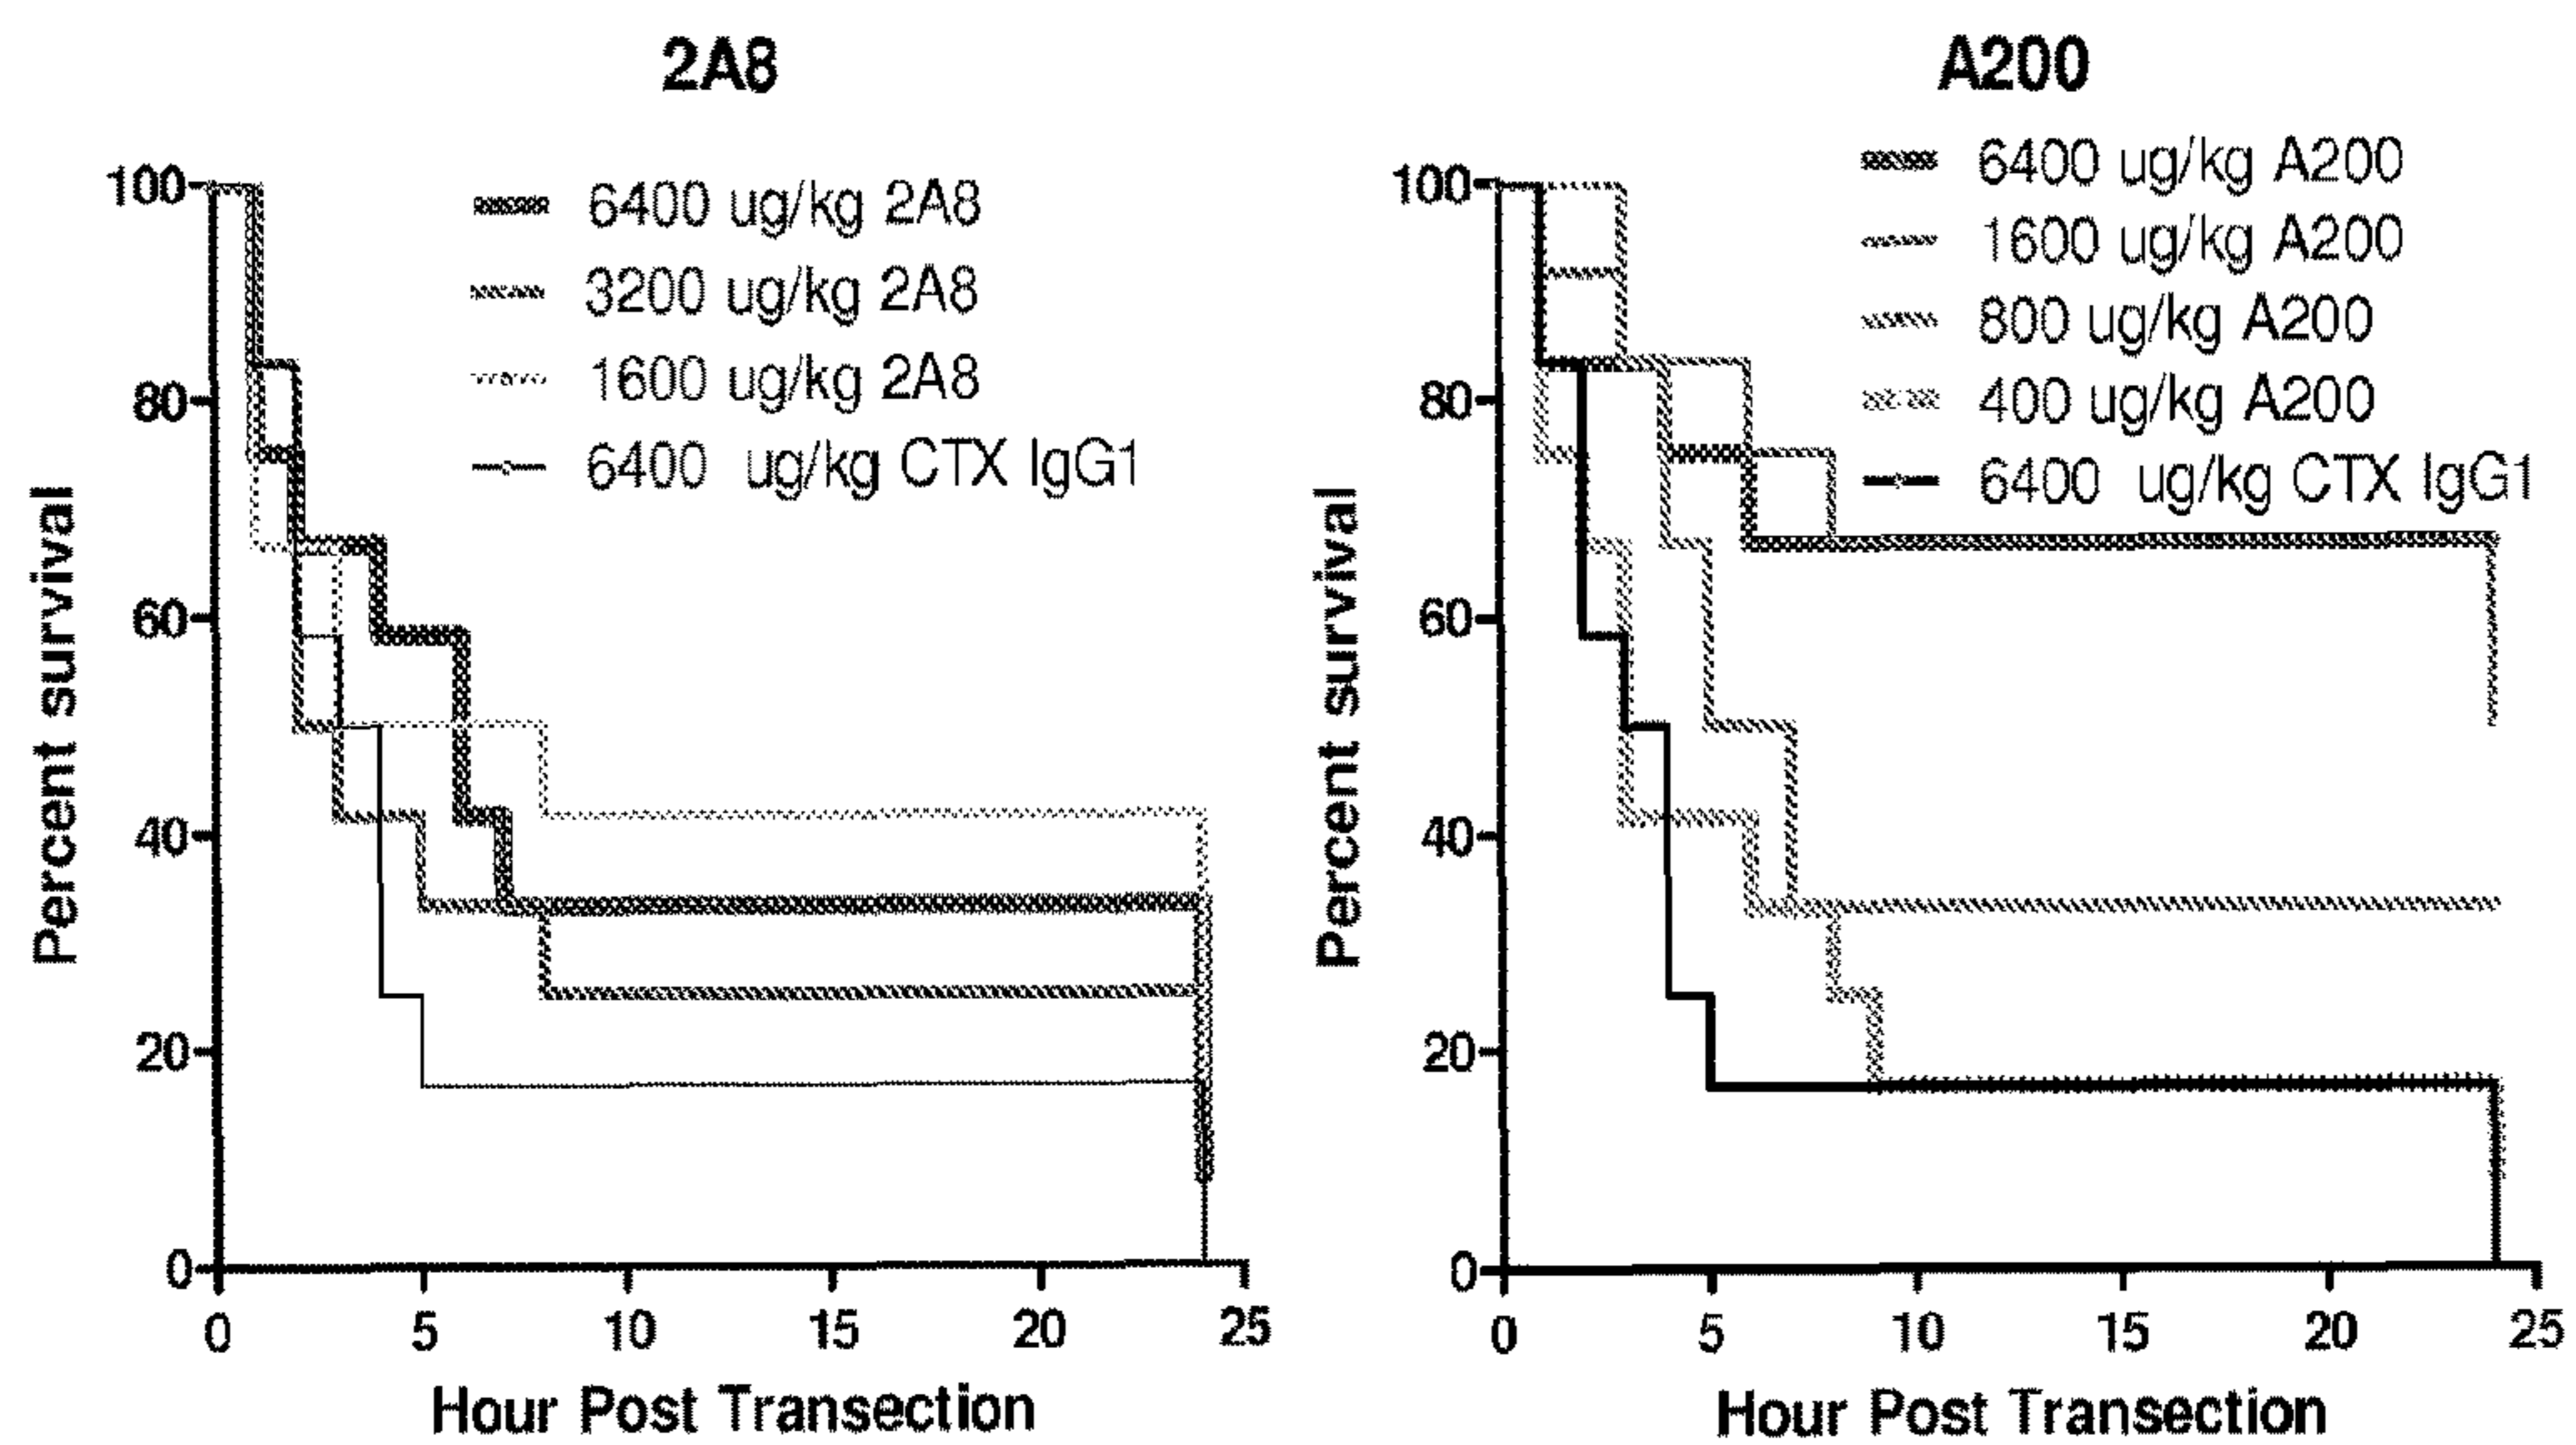 2A8
6400 ug/kg 2A8
3200 ug/kg 2A8
1600 ug/kg 2A8
6400 ug/kg CTX IgG1
Percent survival
100
80
60
40
20
0
0 5 10 15 20 25
Hour Post Transection
A200
6400 ug/kg A200
1600 ug/kg A200
800 ug/kg A200
400 ug/kg A200
6400 ug/kg CTX IgG1
Percent survival
100
80
60
40
20
0
0 5 10 15 20 25
Hour Post Transection